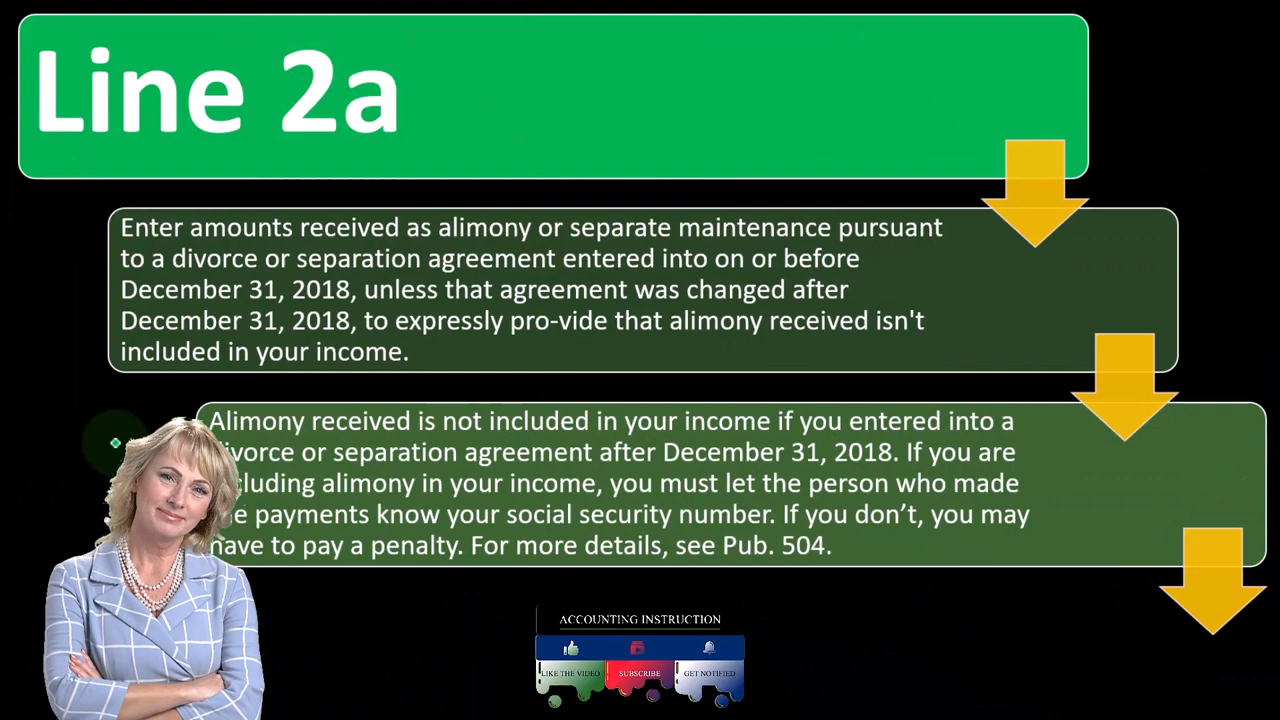 Line 2a
Enter amounts received as alimony or separate maintenance pursuant
to a divorce or separation agreement entered into on or before
December 31, 2018, unless that agreement was changed after
December 31, 2018, to expressly pro-vide that alimony received isn't
included in your income.
Alimony received is not included in your income if you entered into a
divorce or separation agreement after December 31, 2018. If you are
including alimony in your income, you must let the person who made
the payments know your social security number. If you don’t, you may
have to pay a penalty. For more details, see Pub. 504.
ACCOUNTING INSTRUCTION
LIKE THE VIDEO SUBSCRIBE GET NOTIFIED